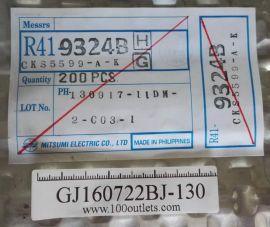 Messrs
R41-9324B H
CKS5599-A-K G
Quantity 200 PCS
PH-130917-11DM-
LOT No.
2-C03-1
MITSUMI ELECTRIC CO., LTD MADE IN PHILIPPINES
Messrs
R41-9324B
CKS5599-A-K
GJ160722BJ-130
www.100outlets.com